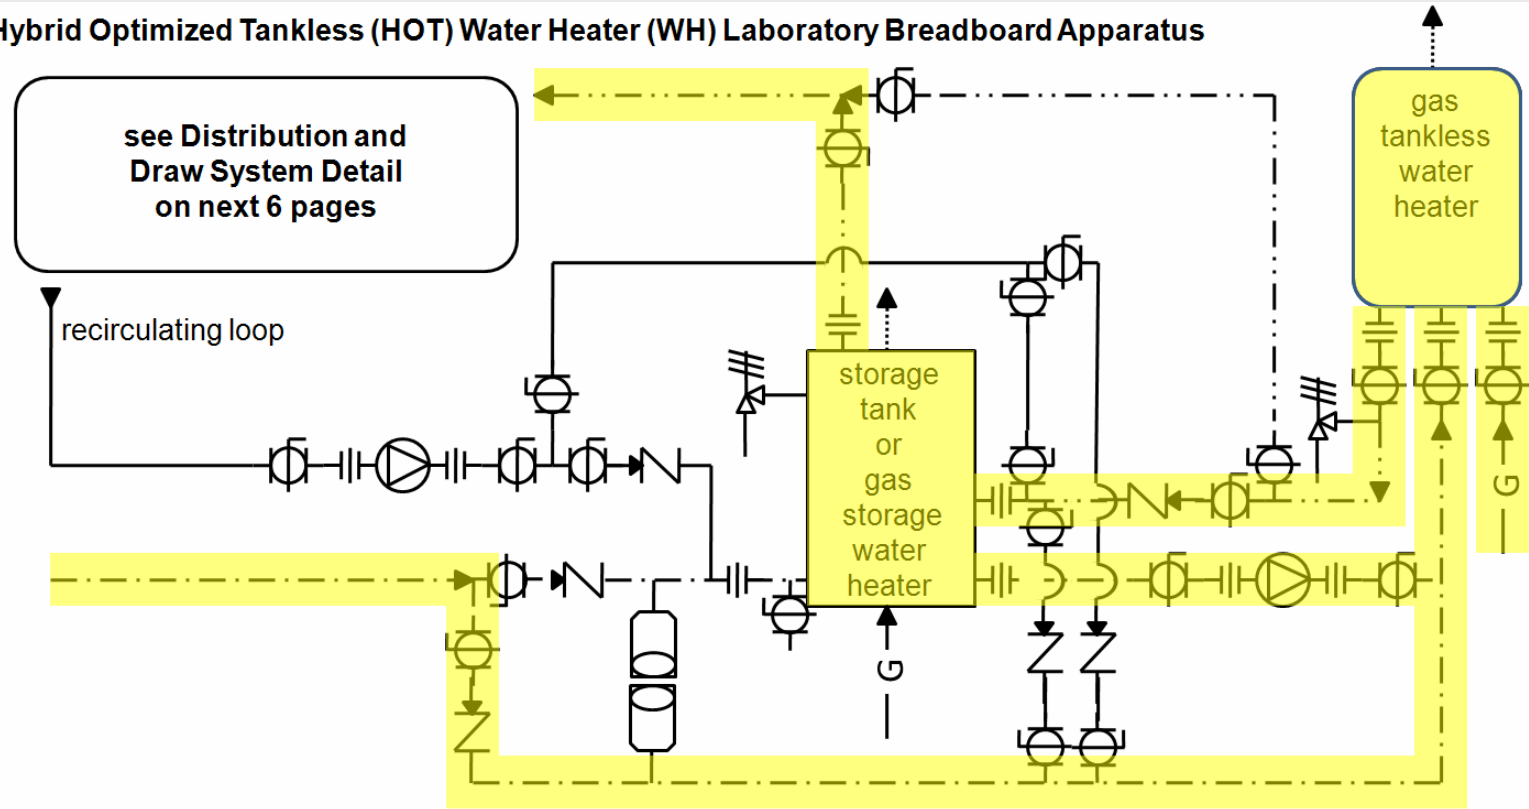 Hybrid Optimized Tankless (HOT) Water Heater (WH) Laboratory Breadboard Apparatus
see Distribution and
Draw System Detail
on next 6 pages
gas
tankless
water
heater
recirculating loop
storage
tank
or
gas
storage
water
heater
G
G